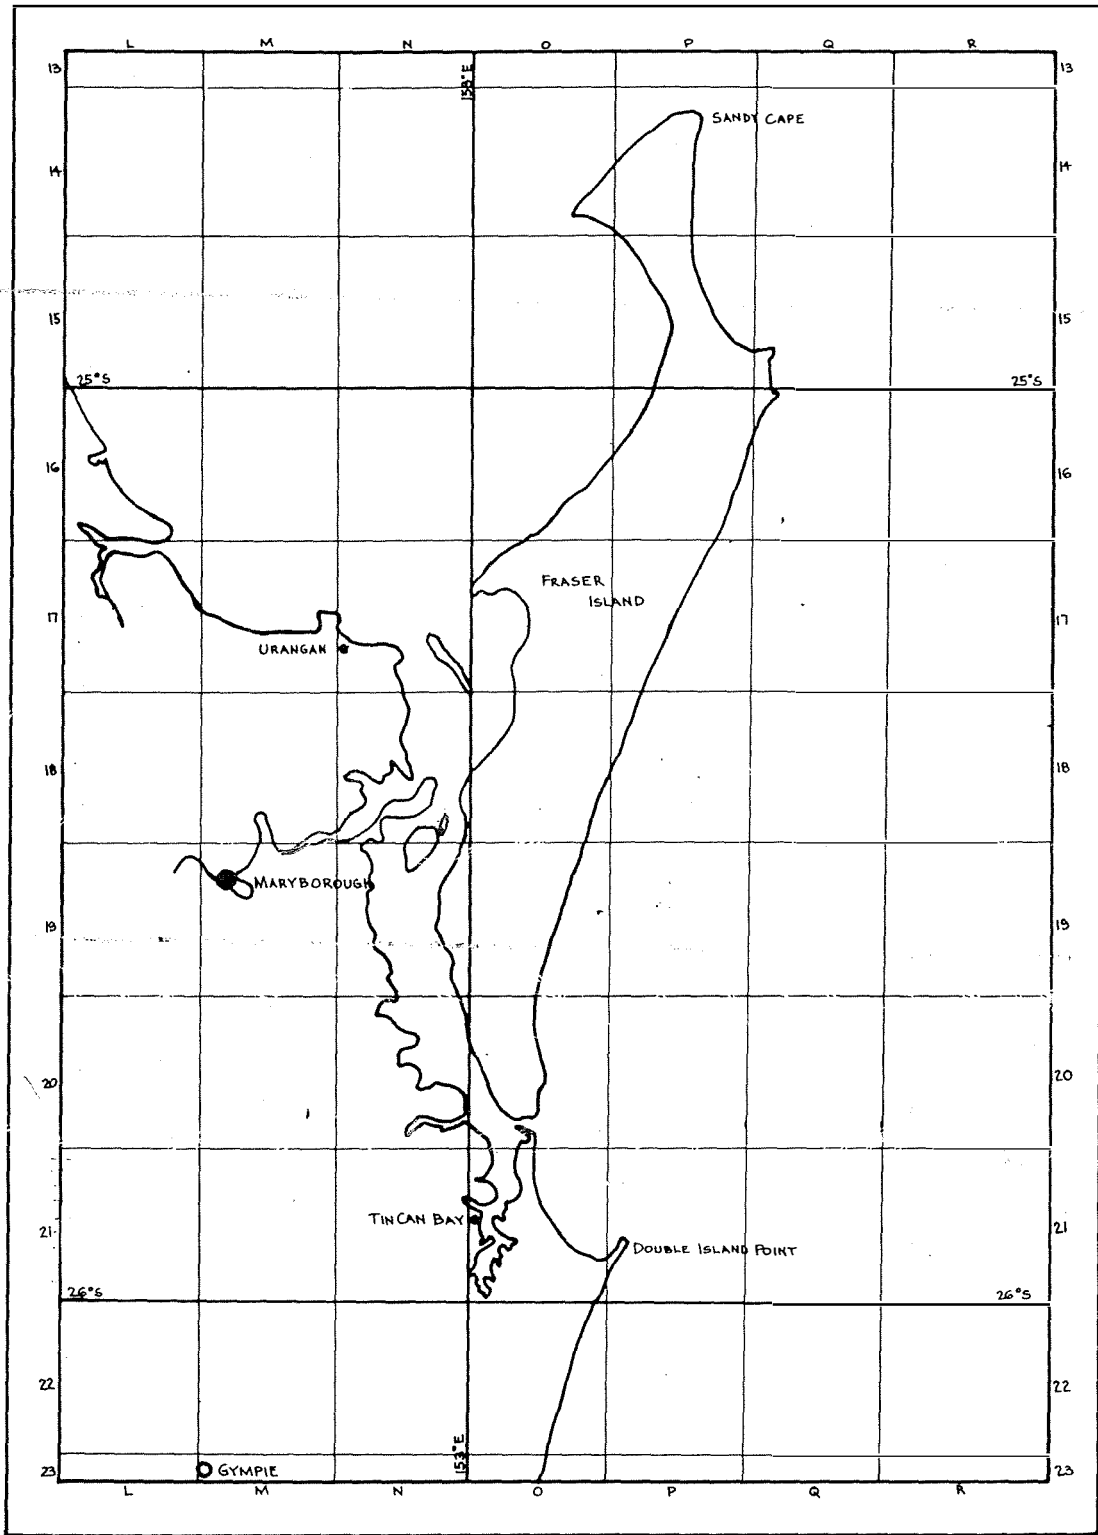 L M N O P Q R
13 158°E 13
SANDY CAPE
14 14
15 15
25°S 25°S
16 16
FRASER
ISLAND
17 17
URANGAN
18 18
MARYBOROUGH
19 19
20 20
TIN CAN BAY
21 21
DOUBLE ISLAND POINT
26°S 26°S
22 22
153°E
23 GYMPIE 23
L M N O P Q R